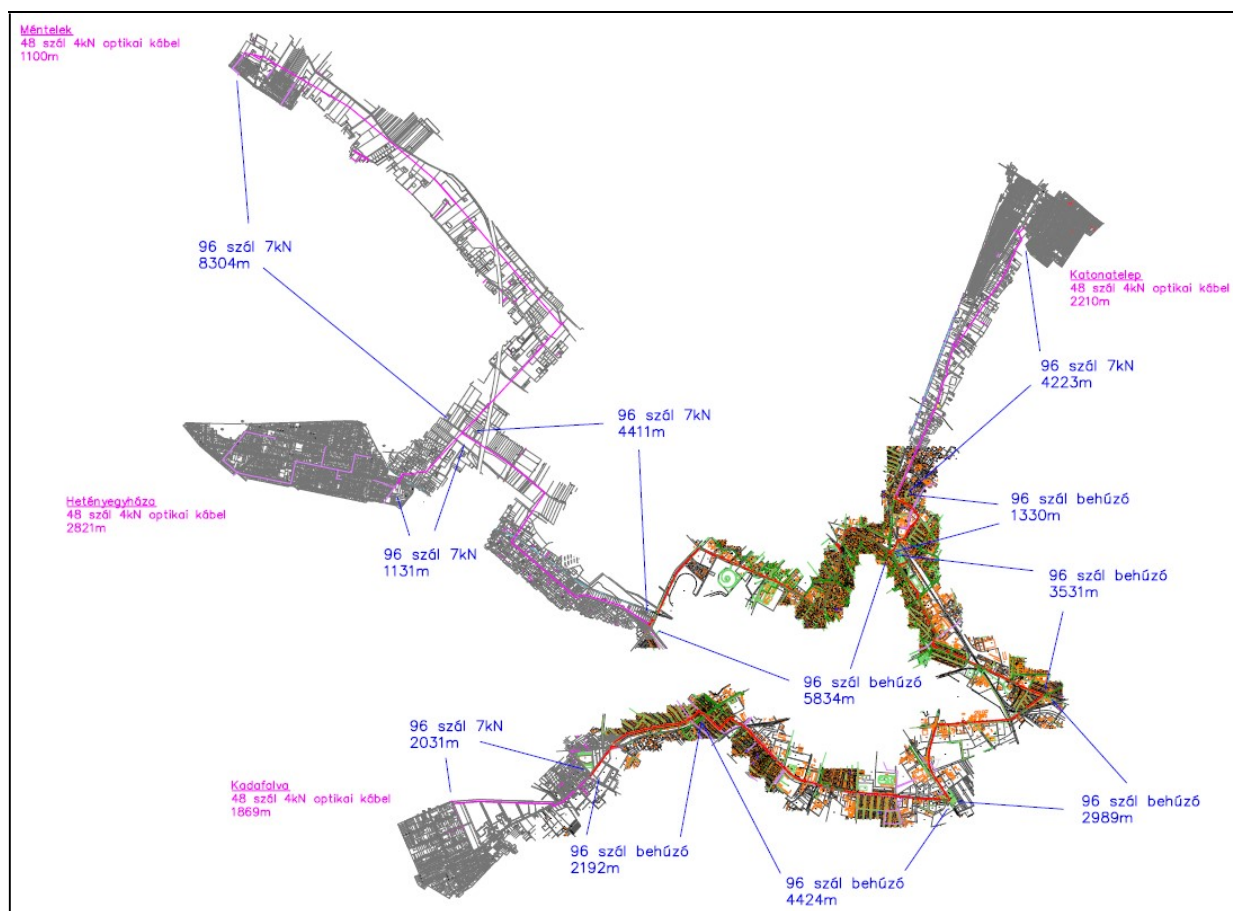 Méntelek
48 szál 4kN optikai kábel
1100m
96 szál 7kN
8304m
Katonatelep
48 szál 4kN optikai kábel
2210m
96 szál 7kN
4223m
96 szál 7kN
4411m
Hetényegyháza
48 szál 4kN optikai kábel
2821m
96 szál 7kN
1131m
96 szál behúzó
1330m
96 szál behúzó
3531m
96 szál behúzó
5834m
96 szál 7kN
2031m
Kadafalva
48 szál 4kN optikai kábel
1869m
96 szál behúzó
2989m
96 szál behúzó
2192m
96 szál behúzó
4424m